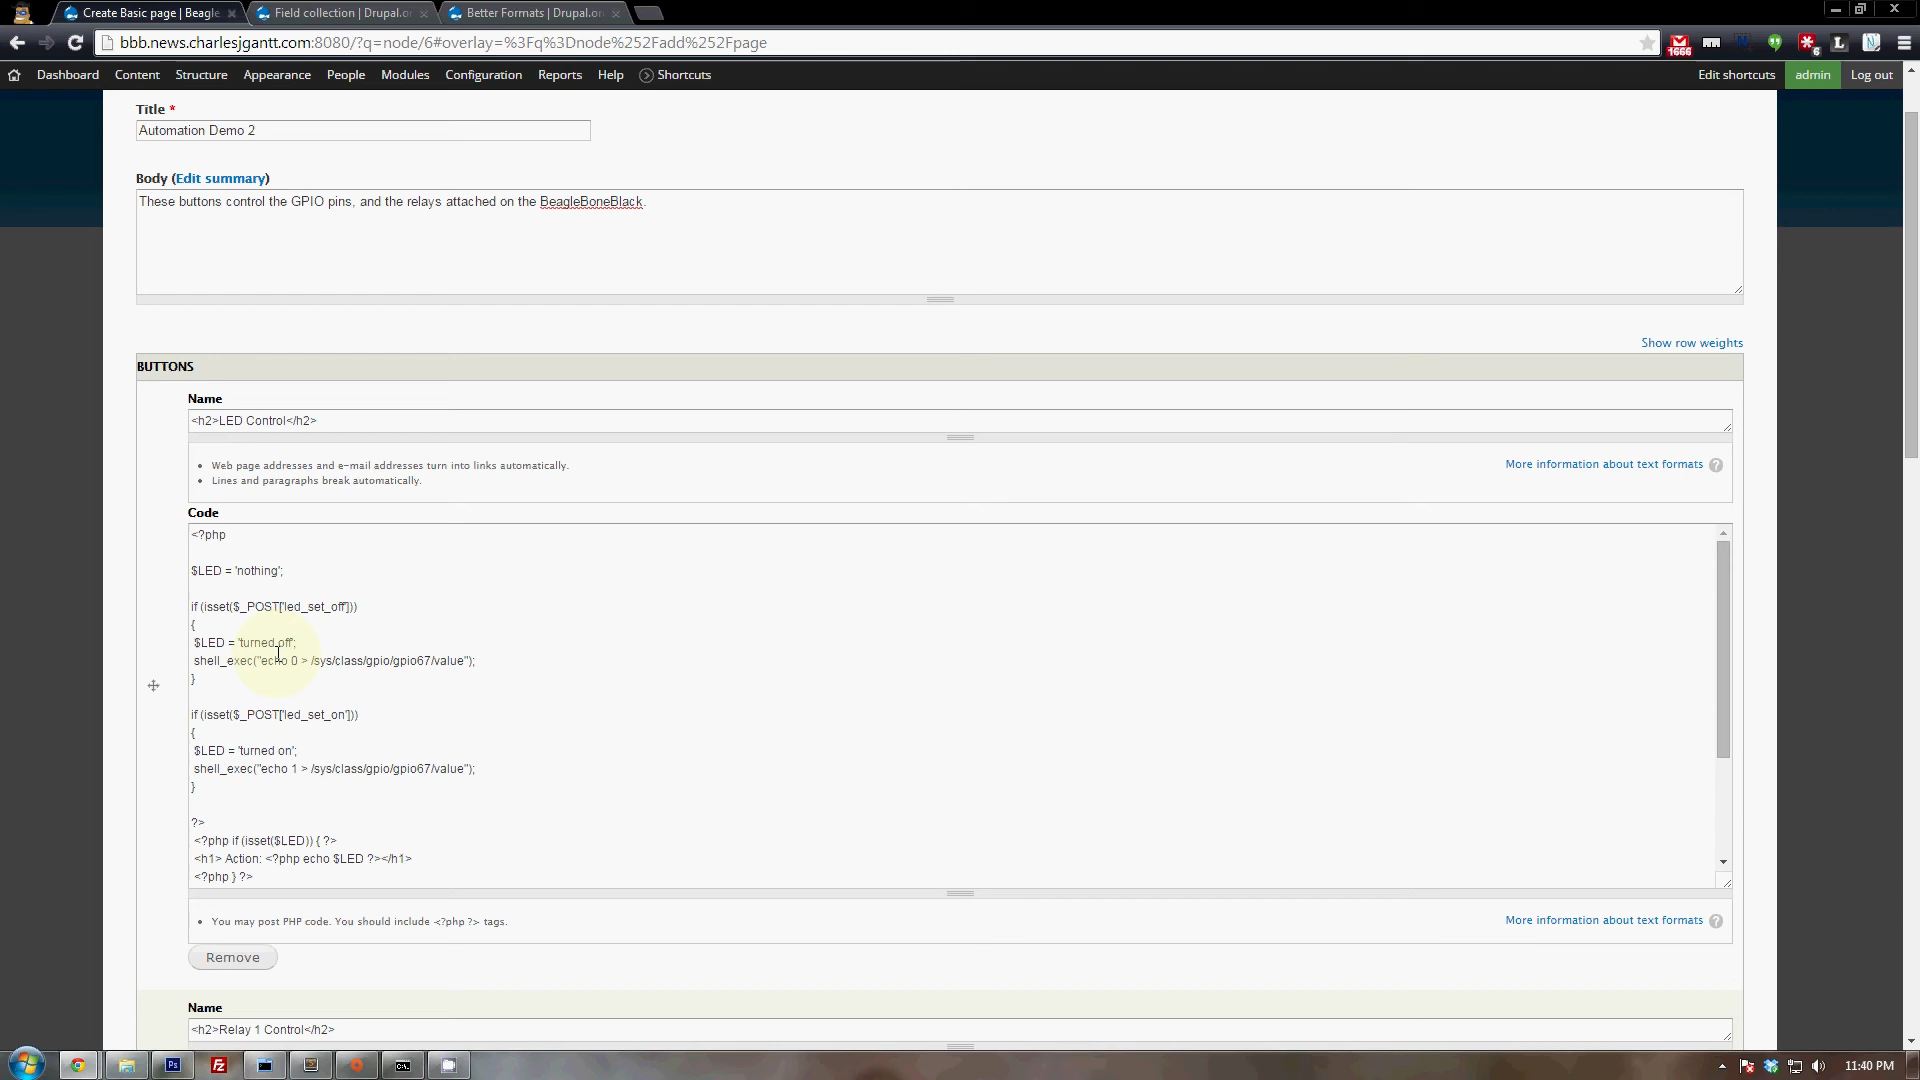 Create Basic page | Beagle
Field collection | Drupal.or
Better Formats | Drupal.or
bbb.news.charlesjgantt.com:8080/?q=node/6#overlay=%3Fq%3Dnode%252Fadd%252Fpage
1666
6
L
N
Dashboard Content Structure Appearance People Modules Configuration Reports Help Shortcuts Edit shortcuts admin Log out
Title *
Automation Demo 2
Body (Edit summary)
These buttons control the GPIO pins, and the relays attached on the BeagleBoneBlack.
Show row weights
BUTTONS
Name
<h2>LED Control</h2>
Web page addresses and e-mail addresses turn into links automatically.
More information about text formats ?
Lines and paragraphs break automatically.
Code
<?php
$LED = 'nothing';
if (isset($_POST['led_set_off']))
{
$LED = 'turned off';
shell_exec("echo 0 > /sys/class/gpio/gpio67/value");
}
if (isset($_POST['led_set_on']))
{
$LED = 'turned on';
shell_exec("echo 1 > /sys/class/gpio/gpio67/value");
}
?>
<?php if (isset($LED)) { ?>
<h1> Action: <?php echo $LED ?></h1>
<?php } ?>
You may post PHP code. You should include <?php ?> tags.
More information about text formats ?
Remove
Name
<h2>Relay 1 Control</h2>
Ps
Fz
C:\.
11:40 PM